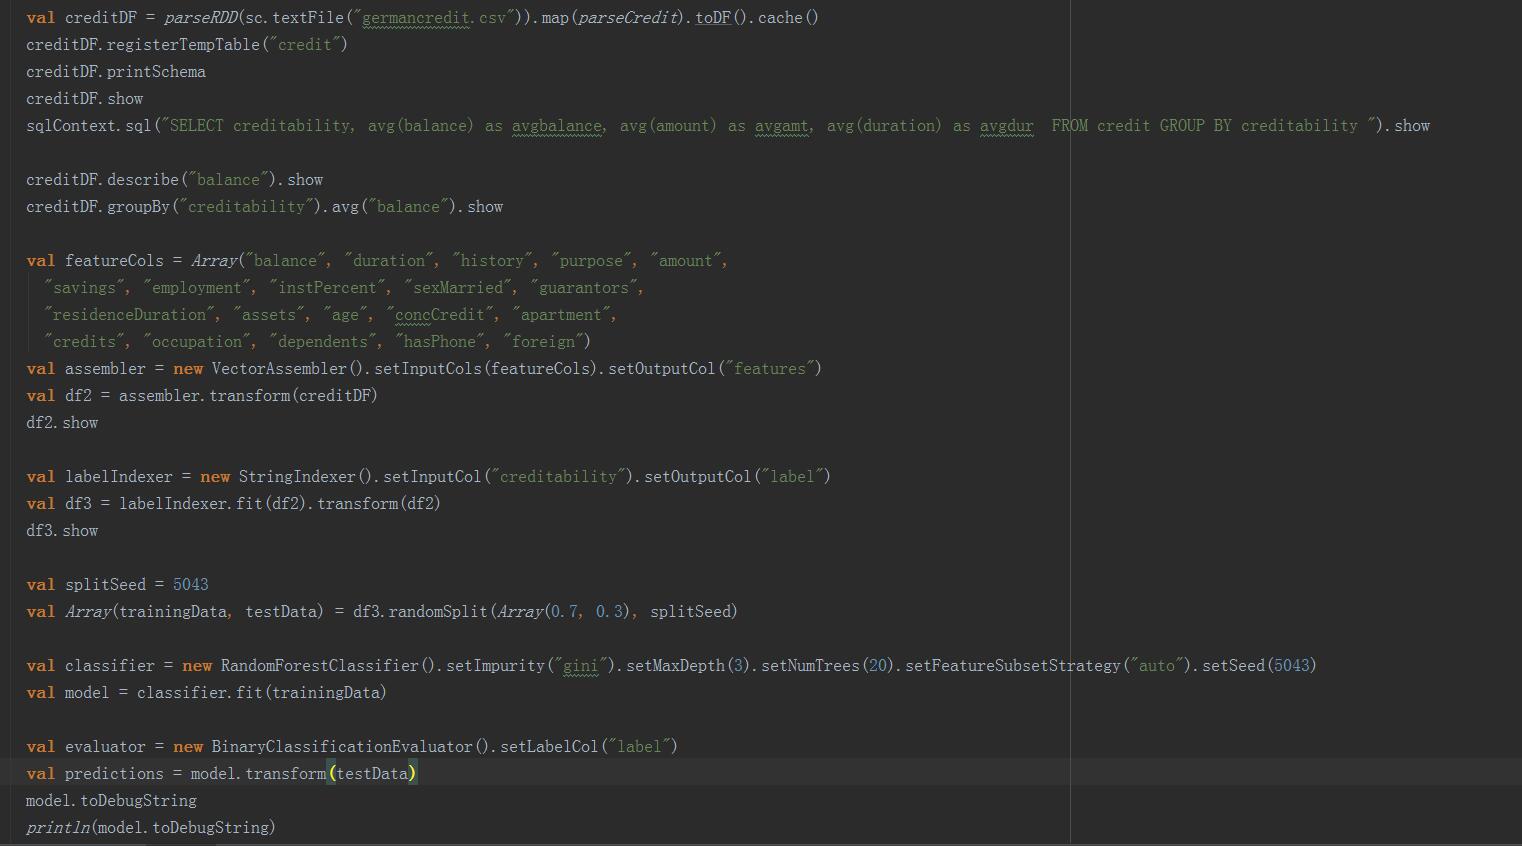 val creditDF = parseRDD(sc.textFile("germancredit.csv")).map(parseCredit).toDF().cache()
creditDF.registerTempTable("credit")
creditDF.printSchema
creditDF.show
sqlContext.sql("SELECT creditability, avg(balance) as avgbalance, avg(amount) as avgamt, avg(duration) as avgdur  FROM credit GROUP BY creditability ").show
creditDF.describe("balance").show
creditDF.groupBy("creditability").avg("balance").show
val featureCols = Array("balance", "duration", "history", "purpose", "amount",
"savings", "employment", "instPercent", "sexMarried", "guarantors",
"residenceDuration", "assets", "age", "concCredit", "apartment",
"credits", "occupation", "dependents", "hasPhone", "foreign")
val assembler = new VectorAssembler().setInputCols(featureCols).setOutputCol("features")
val df2 = assembler.transform(creditDF)
df2.show
val labelIndexer = new StringIndexer().setInputCol("creditability").setOutputCol("label")
val df3 = labelIndexer.fit(df2).transform(df2)
df3.show
val splitSeed = 5043
val Array(trainingData, testData) = df3.randomSplit(Array(0.7, 0.3), splitSeed)
val classifier = new RandomForestClassifier().setImpurity("gini").setMaxDepth(3).setNumTrees(20).setFeatureSubsetStrategy("auto").setSeed(5043)
val model = classifier.fit(trainingData)
val evaluator = new BinaryClassificationEvaluator().setLabelCol("label")
val predictions = model.transform(testData)
model.toDebugString
println(model.toDebugString)